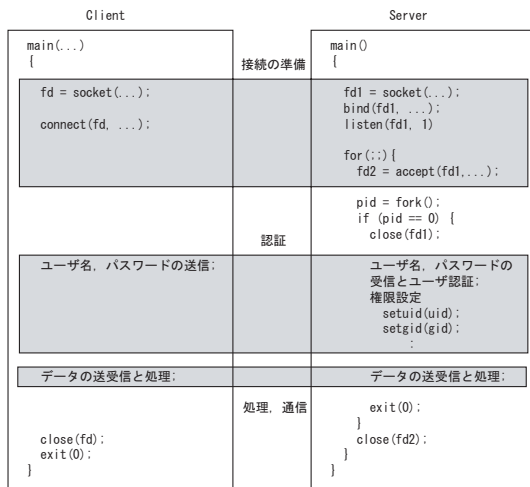 Client
Server
main(...)
{
fd = socket(...);
connect(fd, ...);
close(fd);
exit(0);
}
接続の準備
認証
処理, 通信
ユーザ名, パスワードの送信;
データの送受信と処理;
main()
{
fd1 = socket(...);
bind(fd1, ...);
listen(fd1, 1)
for(;;){
fd2 = accept(fd1,...);
pid = fork();
if (pid == 0) {
close(fd1);
ユーザ名, パスワードの
受信とユーザ認証;
権限設定
setuid(uid);
setgid(gid);
:
データの送受信と処理;
exit(0);
}
close(fd2);
}
}